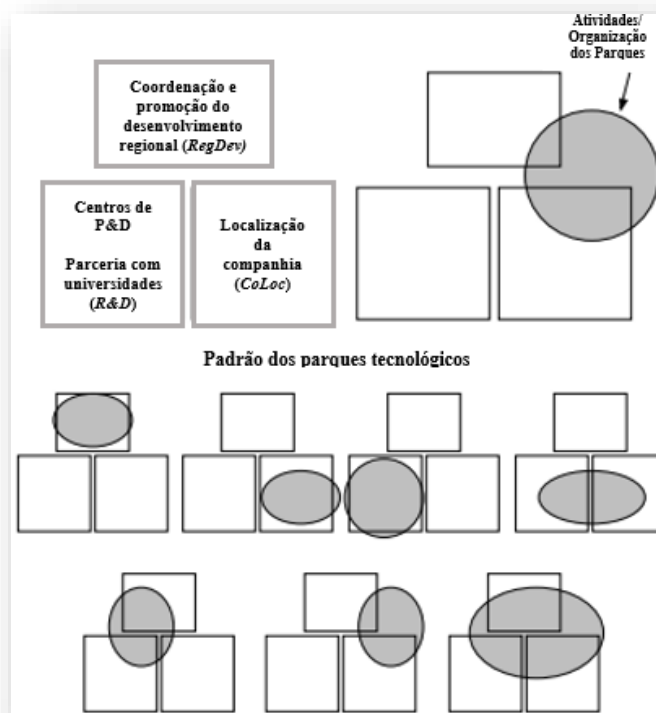 Atividades/
Organização
dos Parques
Coordenação e
promoção do
desenvolvimento
regional (RegDev)
Centros de
P&D
Parceria com
universidades
(R&D)
Localização
da
companhia
(CoLoc)
Padrão dos parques tecnológicos